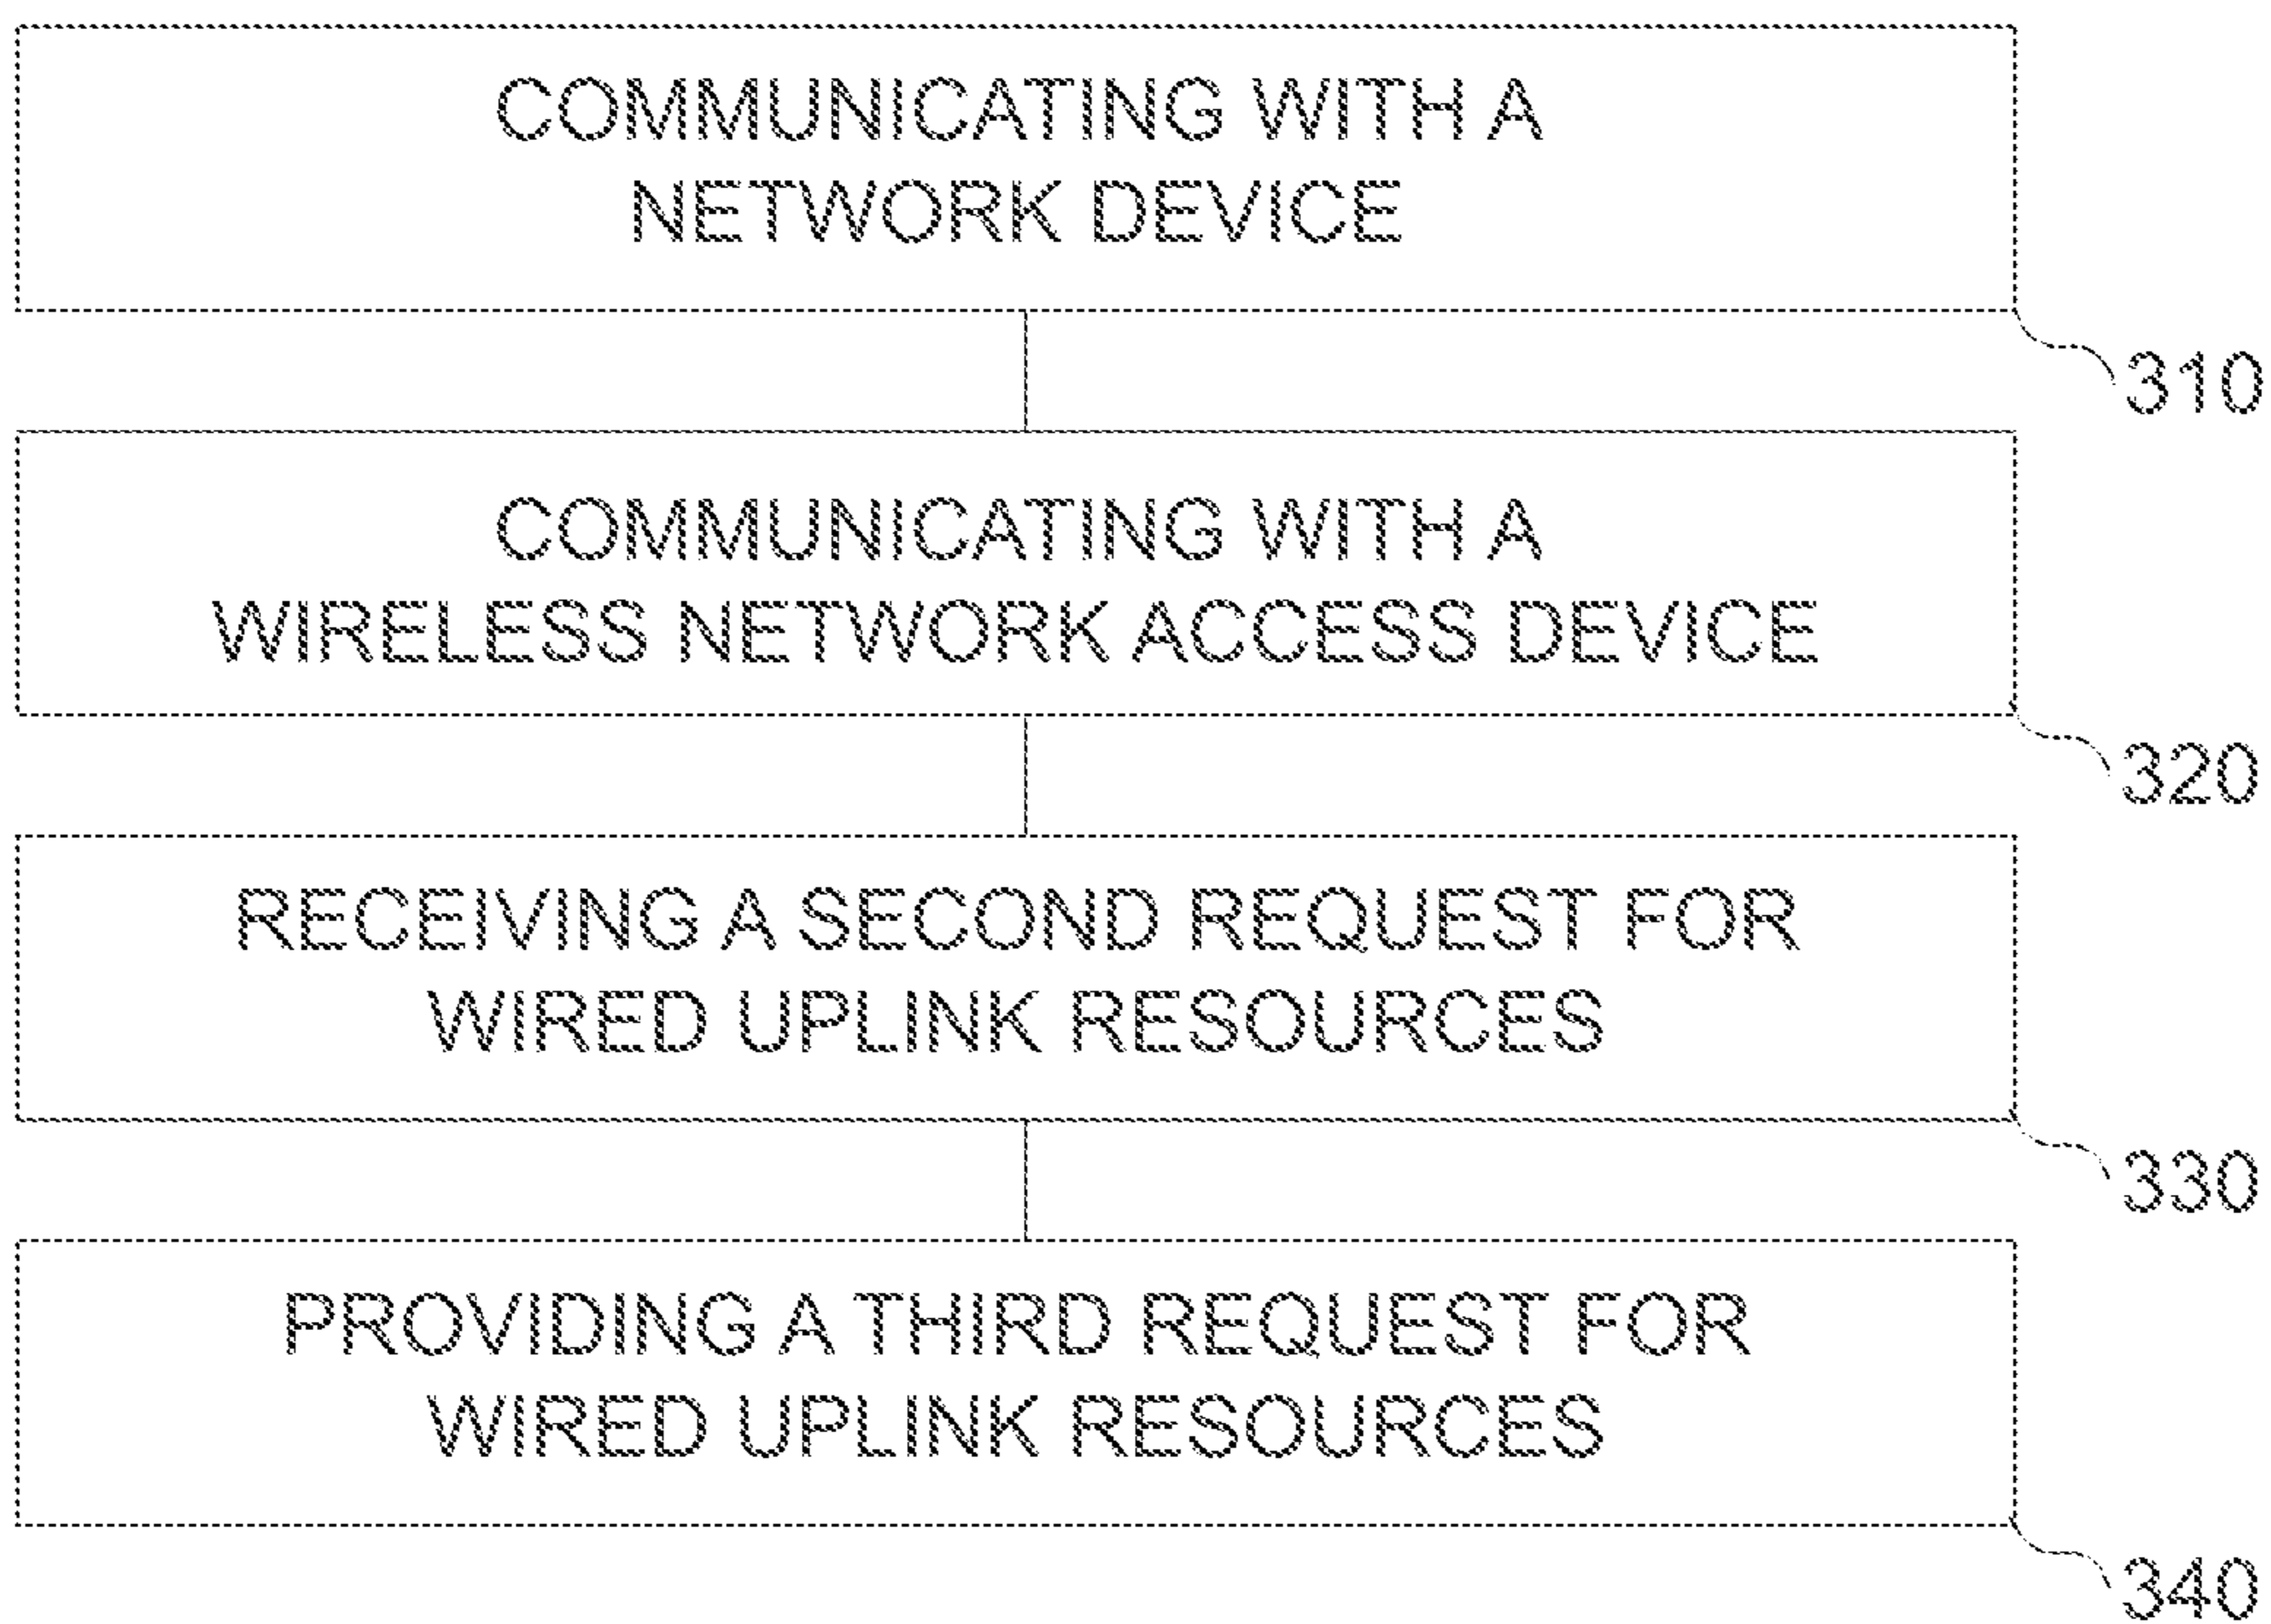 COMMUNICATING WITH A
NETWORK DEVICE
310
COMMUNICATING WITH A
WIRELESS NETWORK ACCESS DEVICE
320
RECEIVING A SECOND REQUEST FOR
WIRED UPLINK RESOURCES
330
PROVIDING A THIRD REQUEST FOR
WIRED UPLINK RESOURCES
340